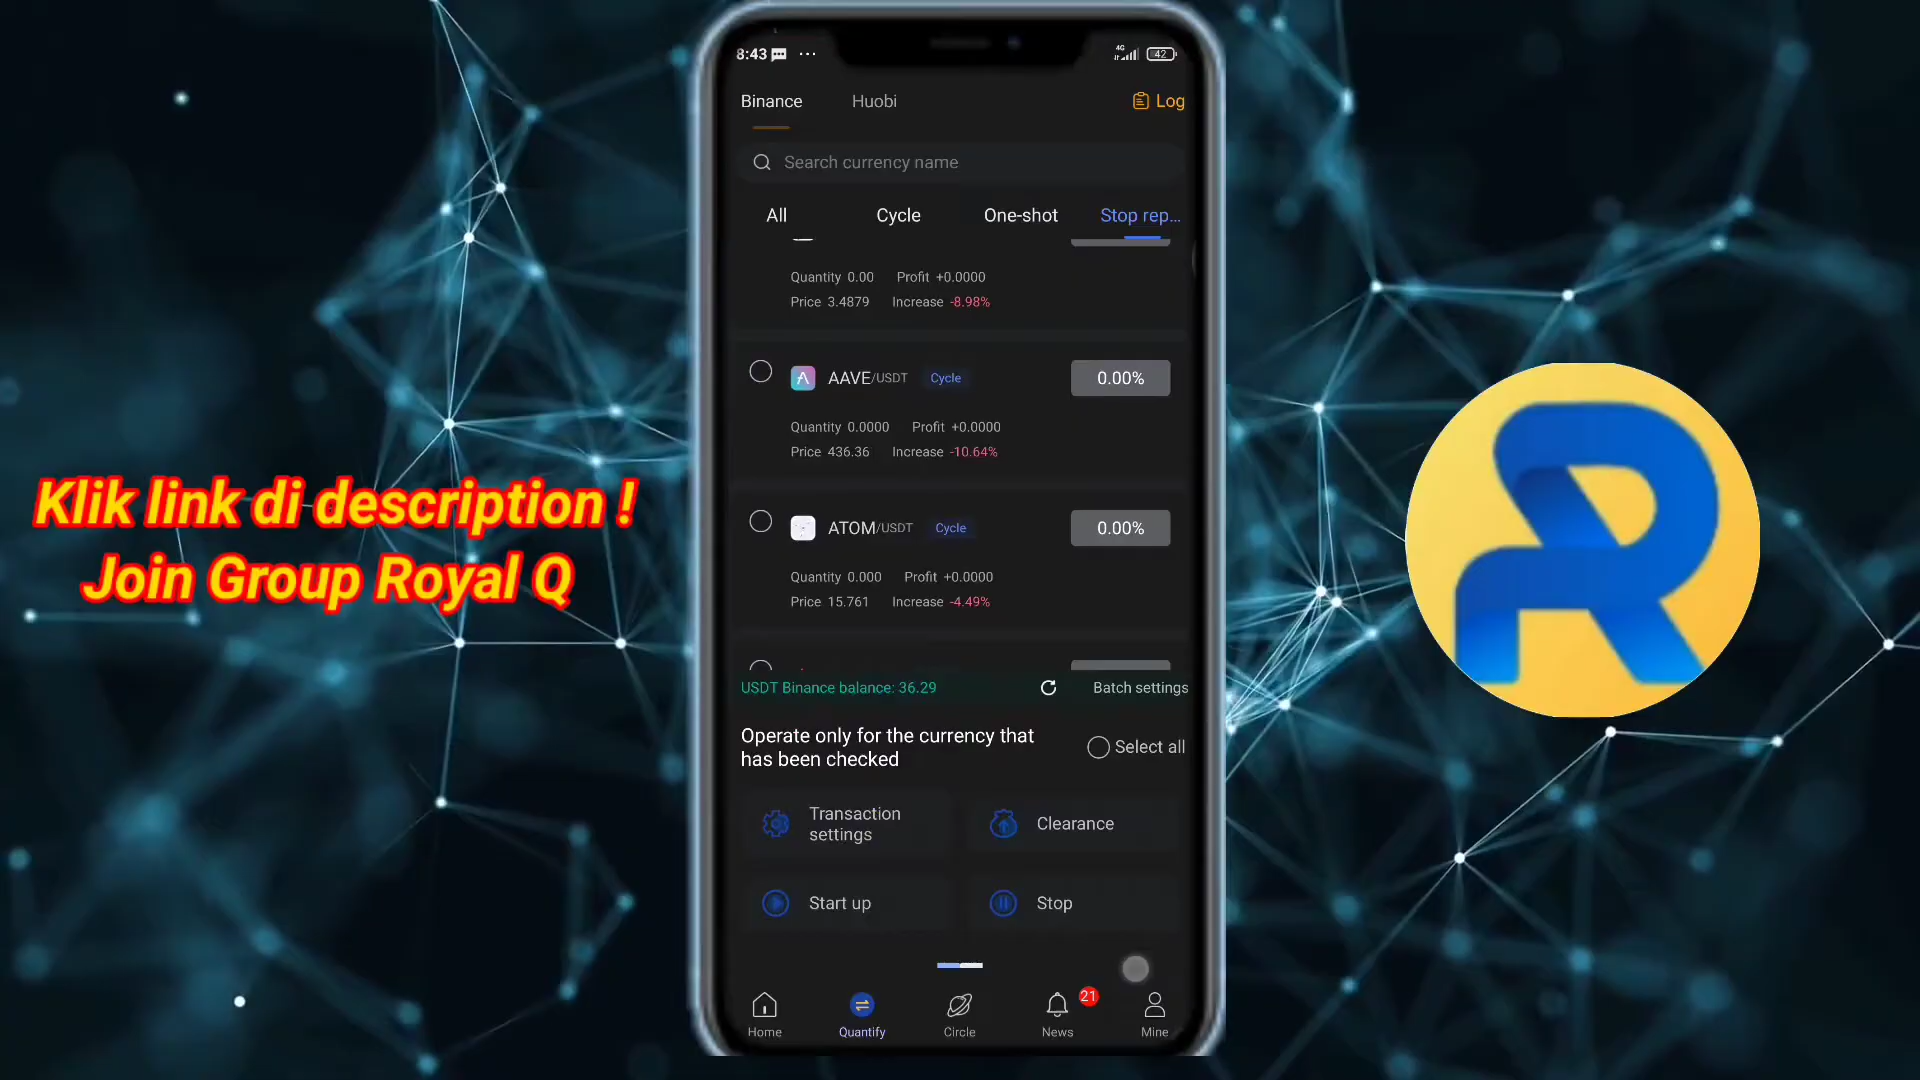 8:43
4G
42
Binance
Huobi
Log
Search currency name
All
Cycle
One-shot
Stop rep...
Quantity 0.00 Profit +0.0000
Price 3.4879 Increase -8.98%
AAVE/USDT Cycle 0.00%
Quantity 0.0000 Profit +0.0000
Price 436.36 Increase -10.64%
ATOM/USDT Cycle 0.00%
Quantity 0.000 Profit +0.0000
Price 15.761 Increase -4.49%
USDT Binance balance: 36.29
Batch settings
Operate only for the currency that
has been checked
Select all
Transaction
settings
Clearance
Start up
Stop
Home
Quantify
Circle
21
News
Mine
Klik link di description !
Join Group Royal Q
R